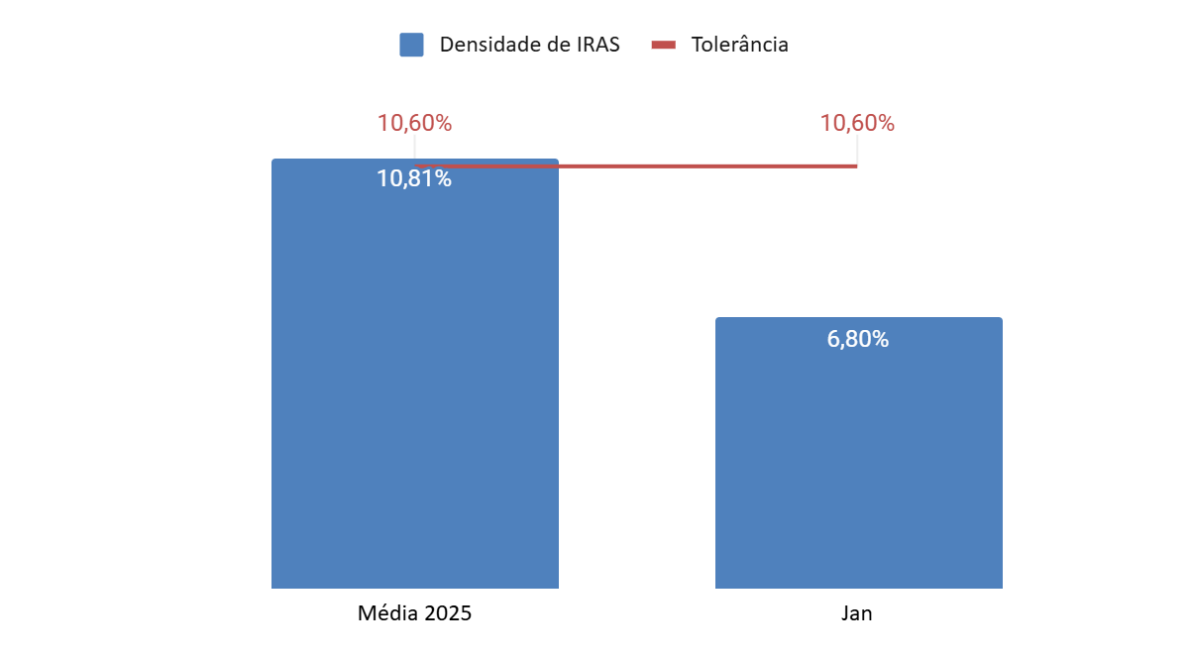 Densidade de IRAS Tolerância
10,60% 10,60%
10,81%
6,80%
Média 2025 Jan